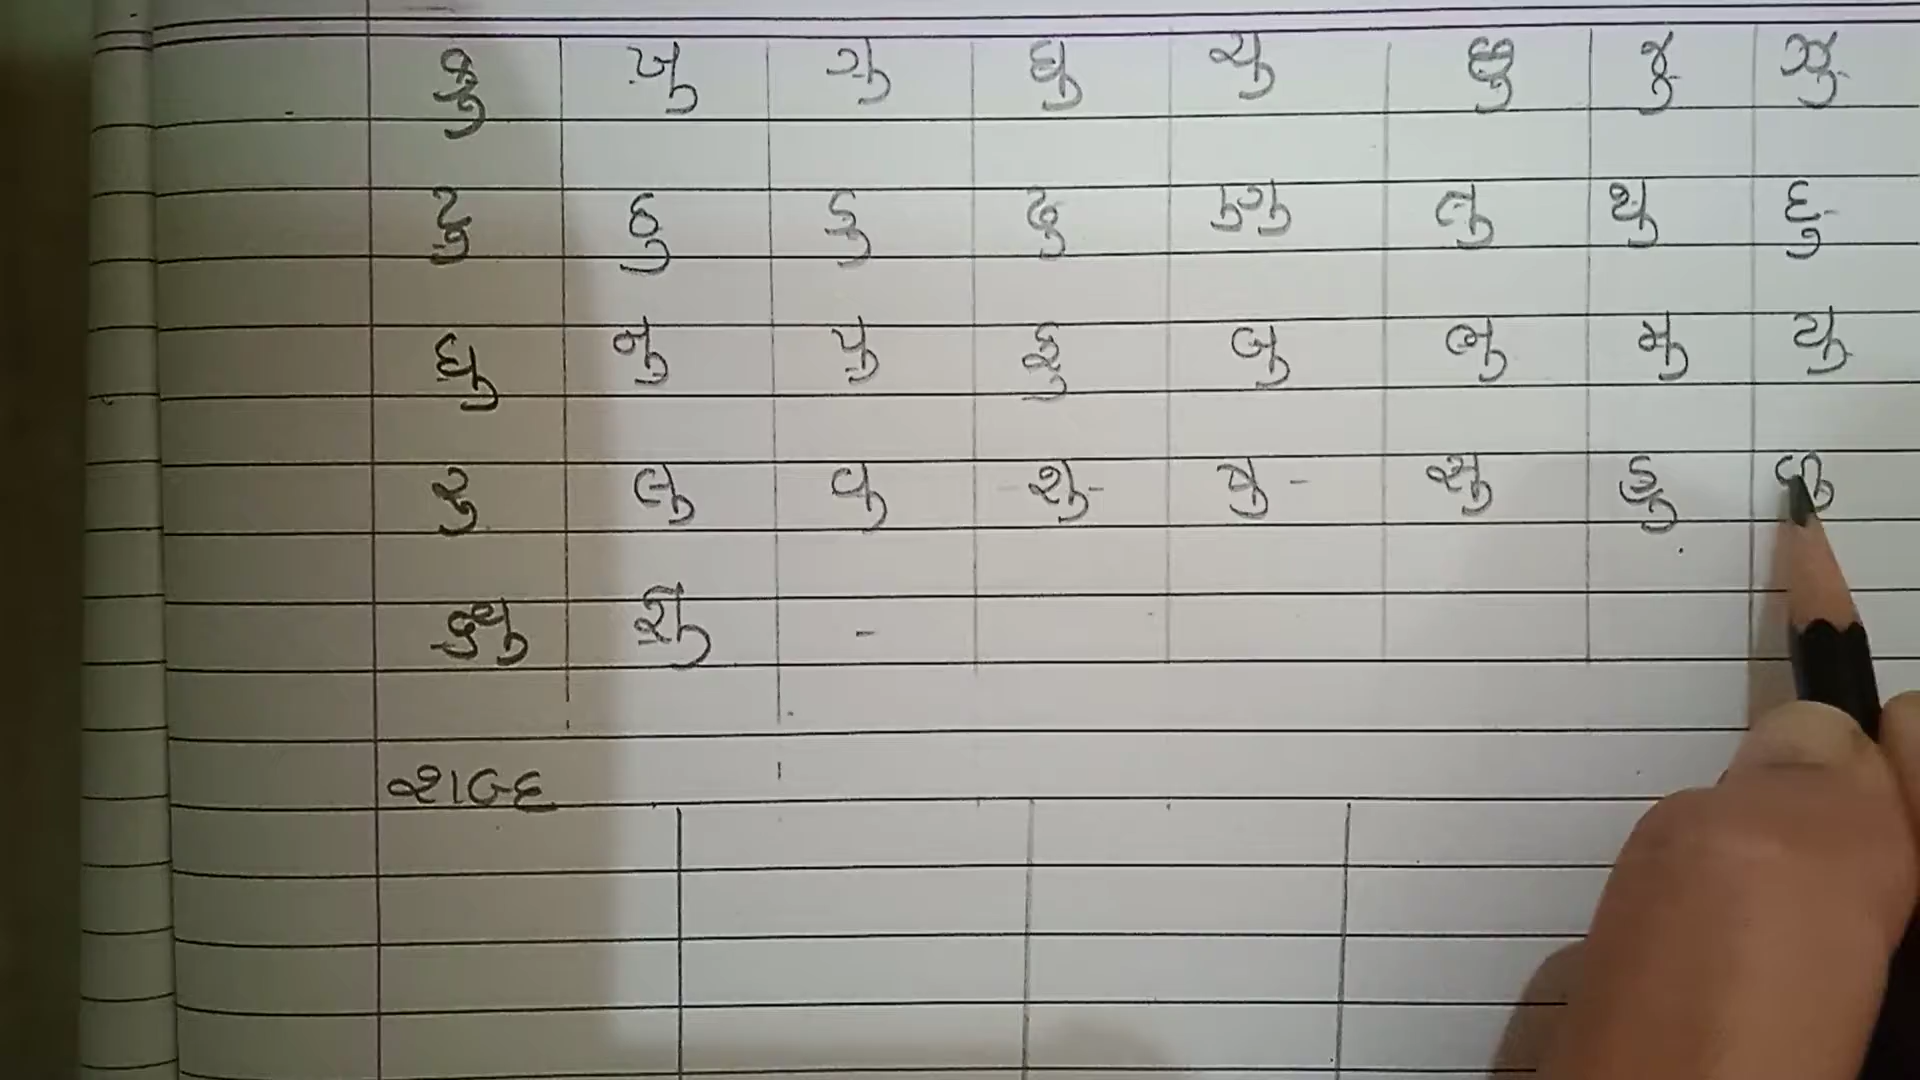 કુ ખુ ગુ ઘુ ચુ છુ જુ ઝુ
ટુ ઠુ ડુ ઢુ ણુ તુ થુ દુ
ધુ નુ પુ ફુ બુ ભુ મુ યુ
રુ લુ વુ શુ ષુ સુ હુ ળુ
ક્ષુ જ્ઞુ
શબ્દ